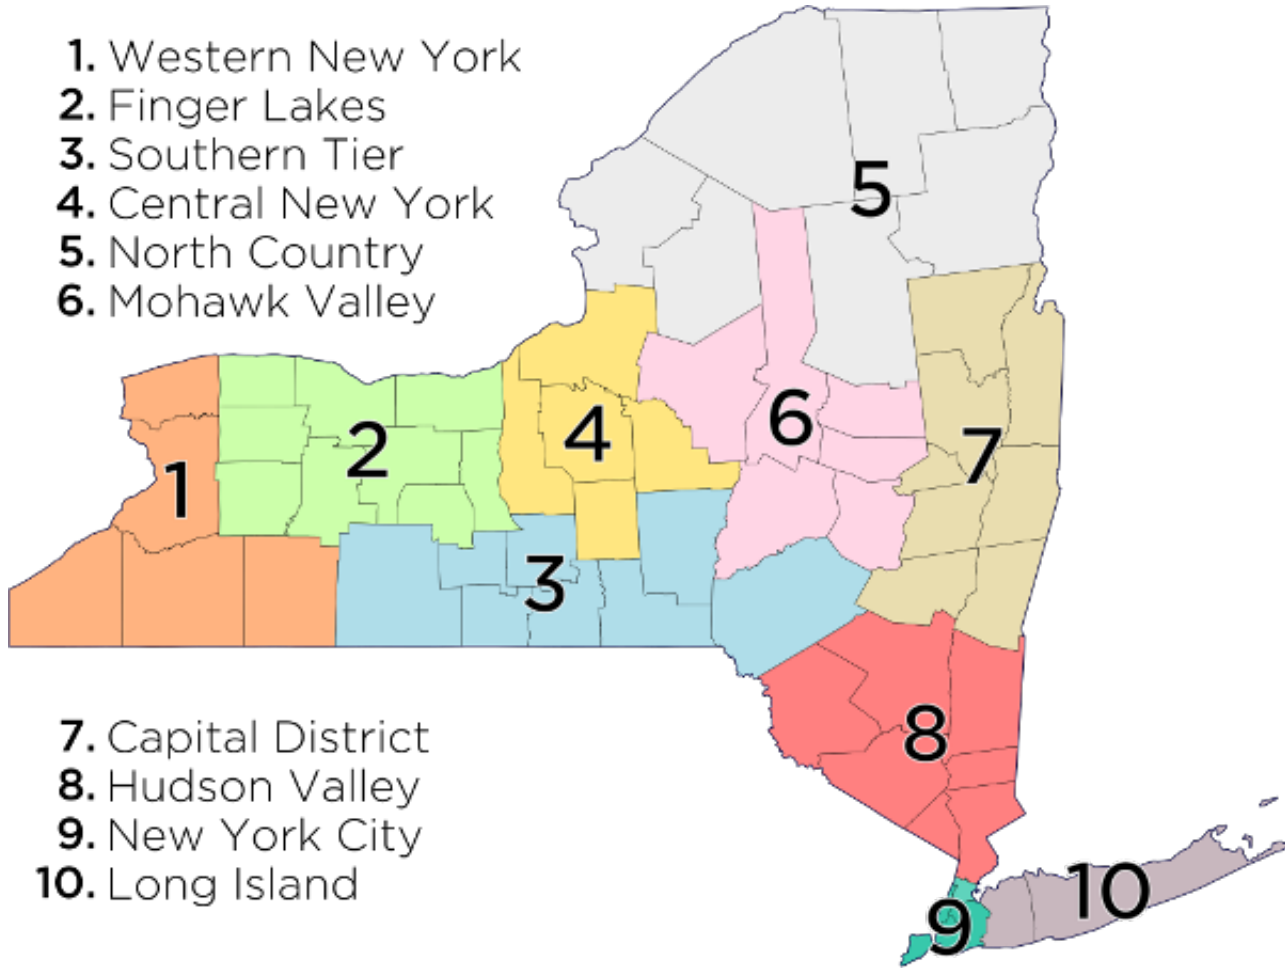 1. Western New York
2. Finger Lakes
3. Southern Tier
4. Central New York
5. North Country
6. Mohawk Valley
5
6
4
2
7
1
3
7. Capital District
8. Hudson Valley
9. New York City
10. Long Island
8
10
9